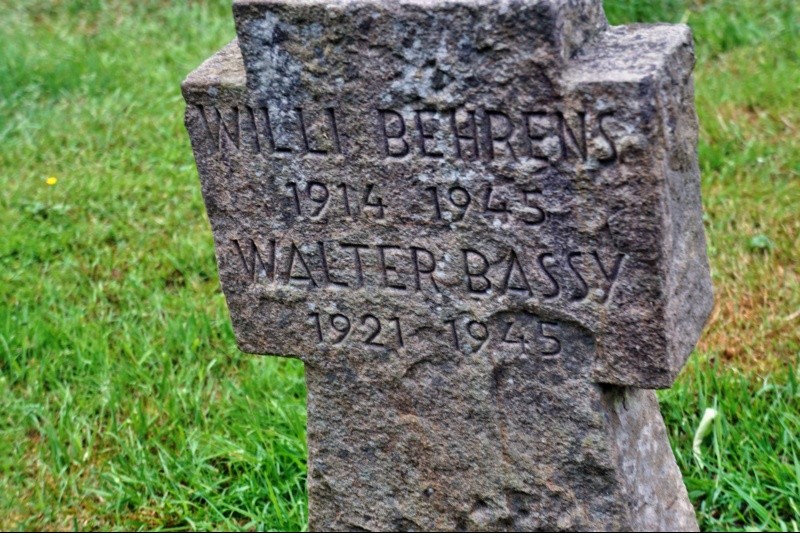 WILLI BEHRENS
1914 1945
WALTER BASSY
1921 1945